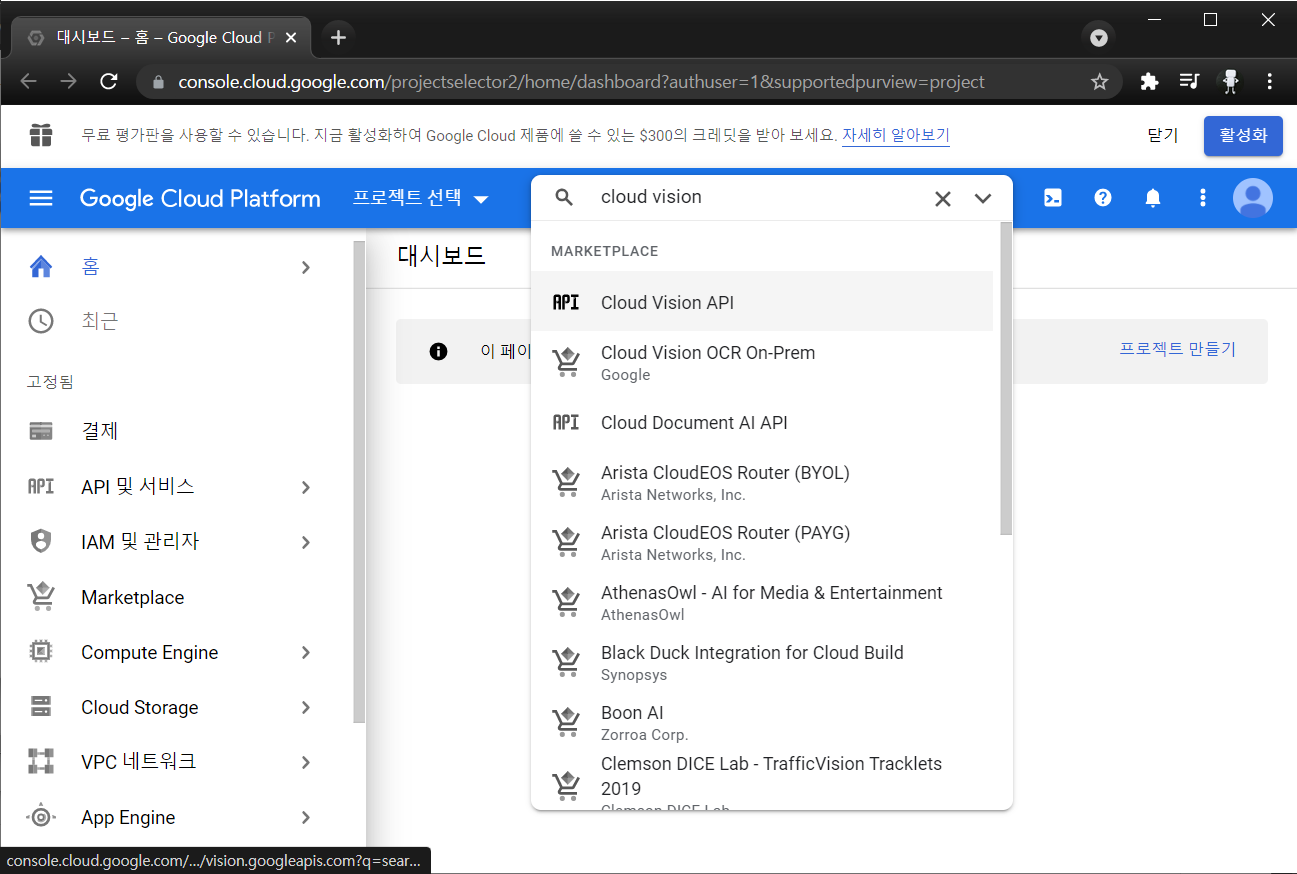 대시보드 – 홈 – Google Cloud P
console.cloud.google.com/projectselector2/home/dashboard?authuser=1&supportedpurview=project
무료 평가판을 사용할 수 있습니다. 지금 활성화하여 Google Cloud 제품에 쓸 수 있는 $300의 크레딧을 받아 보세요. 자세히 알아보기
닫기
활성화
Google Cloud Platform
프로젝트 선택
cloud vision
홈
최근
고정됨
결제
API API 및 서비스
IAM 및 관리자
Marketplace
Compute Engine
Cloud Storage
VPC 네트워크
App Engine
대시보드
이 페이
프로젝트 만들기
MARKETPLACE
API Cloud Vision API
Cloud Vision OCR On-Prem
Google
API Cloud Document AI API
Arista CloudEOS Router (BYOL)
Arista Networks, Inc.
Arista CloudEOS Router (PAYG)
Arista Networks, Inc.
AthenasOwl - AI for Media & Entertainment
AthenasOwl
Black Duck Integration for Cloud Build
Synopsys
Boon AI
Zorroa Corp.
Clemson DICE Lab - TrafficVision Tracklets
2019
Clemson DICE Lab
console.cloud.google.com/.../vision.googleapis.com?q=sear...